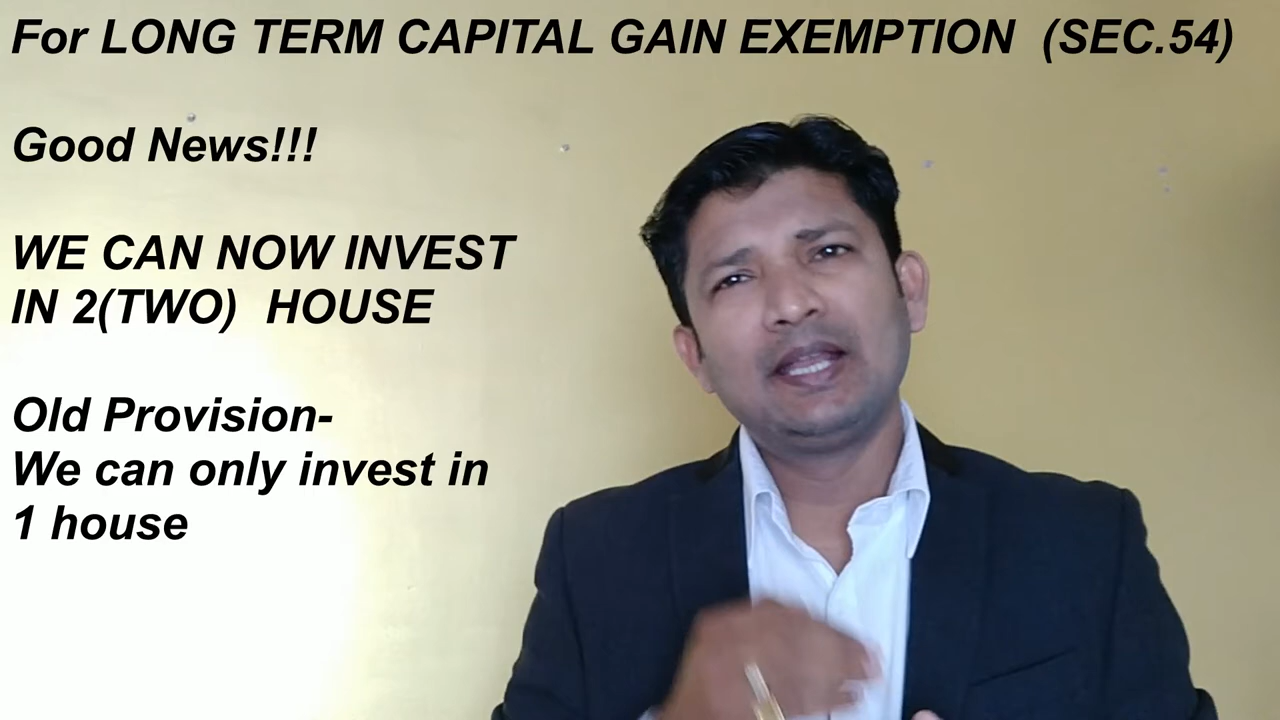 For LONG TERM CAPITAL GAIN EXEMPTION (SEC.54)
Good News!!!
WE CAN NOW INVEST
IN 2(TWO) HOUSE
Old Provision-
We can only invest in
1 house